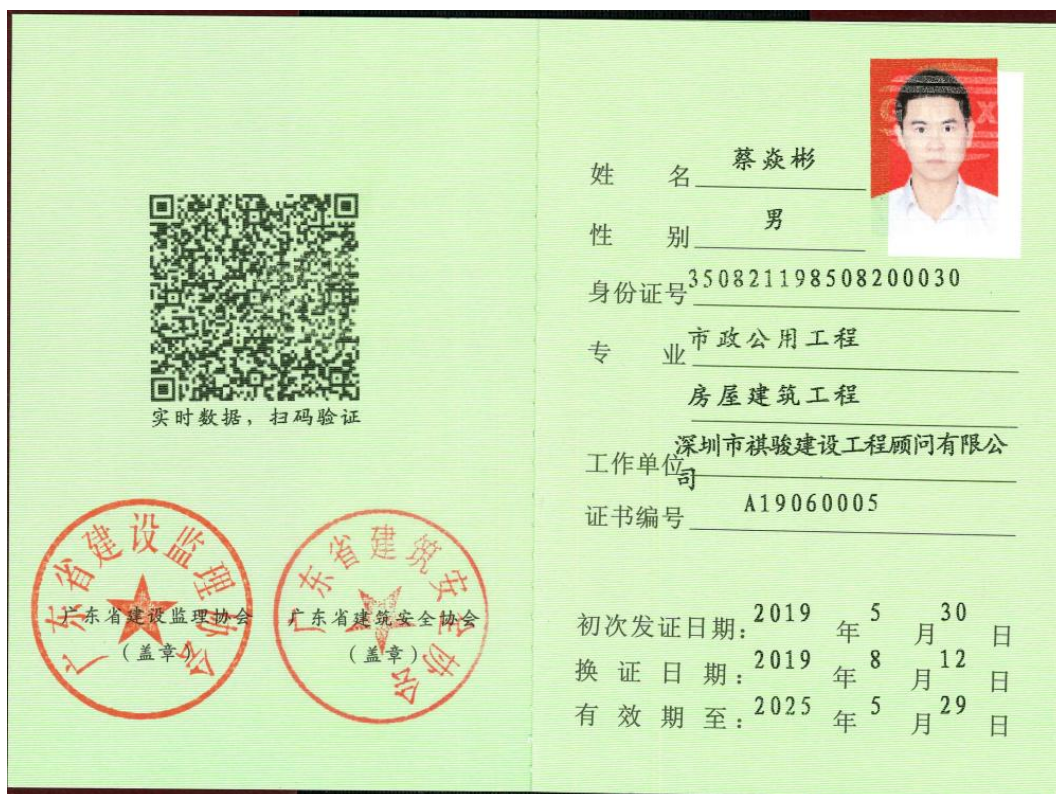 实时数据，扫码验证
广东省建设监理协会
广东省建设监理协会
（盖章）
广东省建筑安全协会
广东省建筑安全协会
（盖章）
姓 名 蔡焱彬
性 别 男
身份证号 350821198508200030
专 业 市政公用工程
房屋建筑工程
工作单位 深圳市祺骏建设工程顾问有限公
司
证书编号 A19060005
初次发证日期：2019 年 5 月 30 日
换 证 日 期：2019 年 8 月 12 日
有 效 期 至：2025 年 5 月 29 日